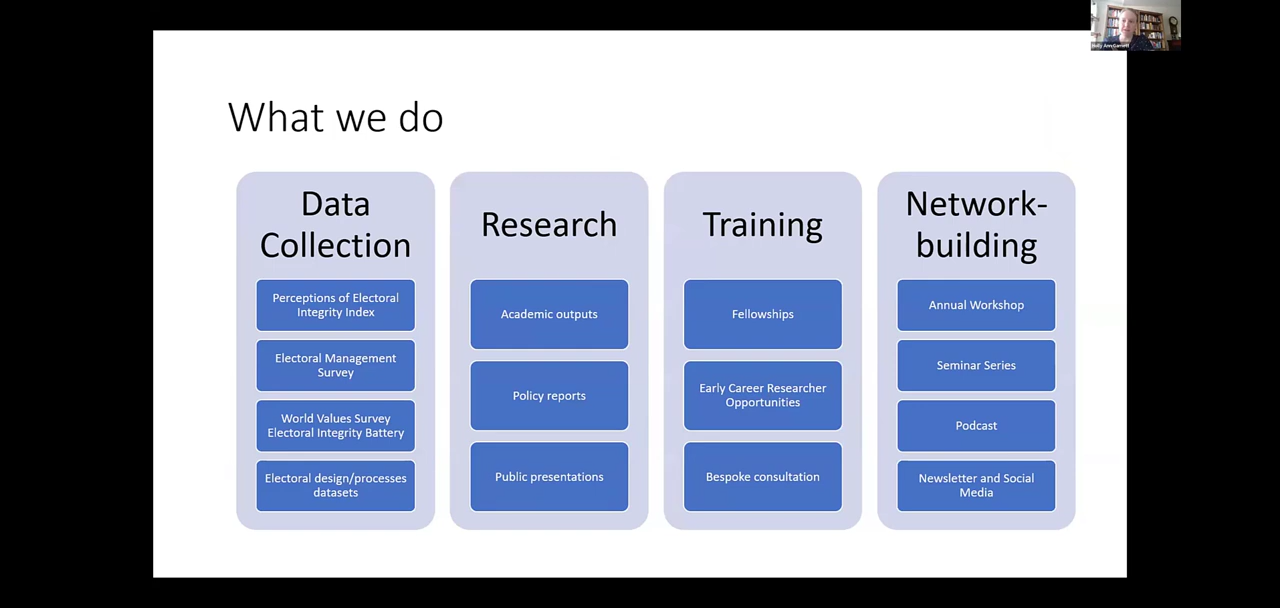 What we do
Data
Collection
Perceptions of Electoral
Integrity Index
Electoral Management
Survey
World Values Survey
Electoral Integrity Battery
Electoral design/processes
datasets
Research
Academic outputs
Policy reports
Public presentations
Training
Fellowships
Early Career Researcher
Opportunities
Bespoke consultation
Network-
building
Annual Workshop
Seminar Series
Podcast
Newsletter and Social
Media